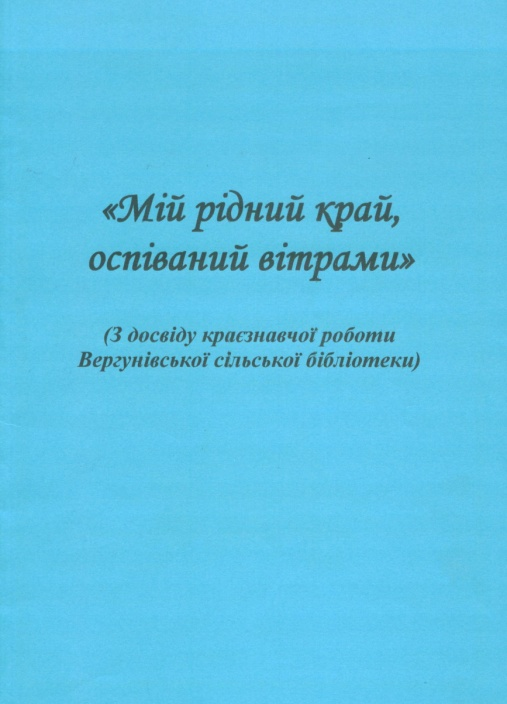 «Мій рідний край,
оспіваний вітрами»
(З досвіду краєзнавчої роботи
Вергунівської сільської бібліотеки)